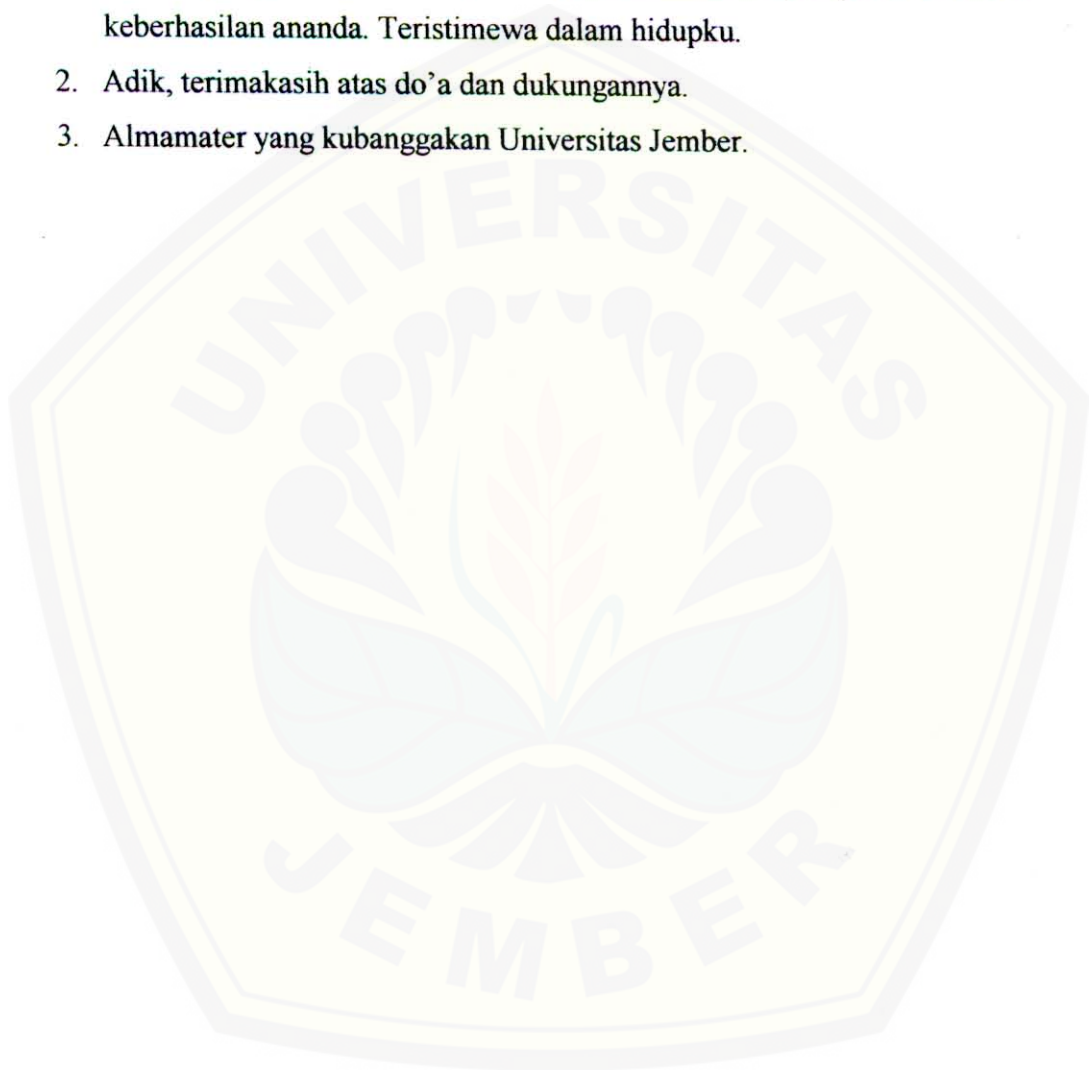 keberhasilan ananda. Teristimewa dalam hidupku.
2. Adik, terimakasih atas do’a dan dukungannya.
3. Almamater yang kubanggakan Universitas Jember.
UNIVERSITAS
JEMBER